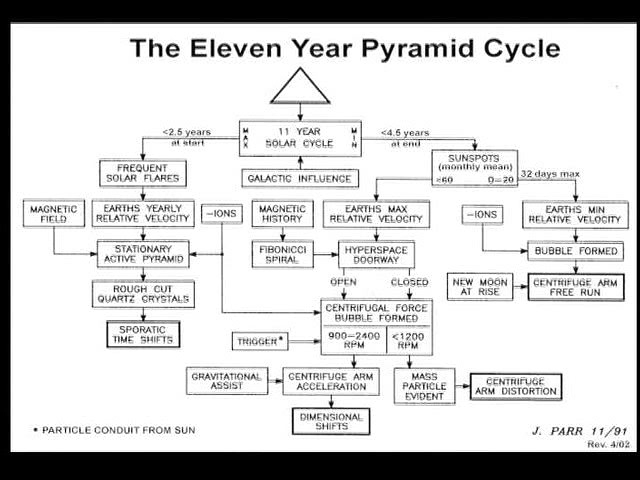 The Eleven Year Pyramid Cycle
<2.5 years
at start
MAX
11 YEAR
SOLAR CYCLE
MIN
<4.5 years
at end
FREQUENT
SOLAR FLARES
GALACTIC INFLUENCE
SUNSPOTS
(monthly mean)
≥60 0=20
32 days max
MAGNETIC
FIELD
EARTHS YEARLY
RELATIVE VELOCITY
-IONS
MAGNETIC
HISTORY
EARTHS MAX
RELATIVE VELOCITY
-IONS
EARTHS MIN
RELATIVE VELOCITY
STATIONARY
ACTIVE PYRAMID
FIBONICCI
SPIRAL
HYPERSPACE
DOORWAY
BUBBLE FORMED
OPEN CLOSED
ROUGH CUT
QUARTZ CRYSTALS
NEW MOON
AT RISE
CENTRIFUGE ARM
FREE RUN
SPORATIC
TIME SHIFTS
CENTRIFUGAL FORCE
BUBBLE FORMED
TRIGGER*
900=2400
RPM
<1200
RPM
GRAVITATIONAL
ASSIST
CENTRIFUGE ARM
ACCELERATION
MASS
PARTICLE
EVIDENT
CENTRIFUGE
ARM DISTORTION
DIMENSIONAL
SHIFTS
* PARTICLE CONDUIT FROM SUN
J. PARR 11/91
Rev. 4/02